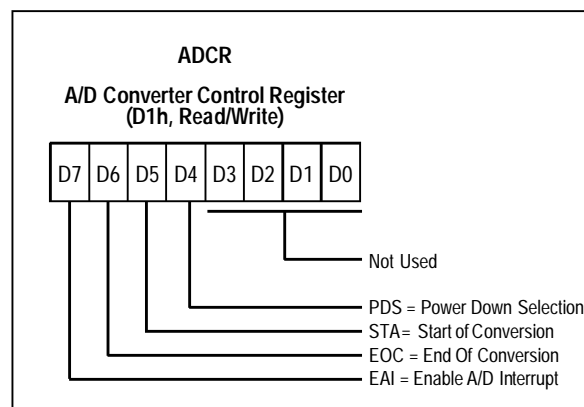 ADCR
A/D Converter Control Register
(D1h, Read/Write)
D7 D6 D5 D4 D3 D2 D1 D0
Not Used
PDS = Power Down Selection
STA= Start of Conversion
EOC = End Of Conversion
EAI = Enable A/D Interrupt